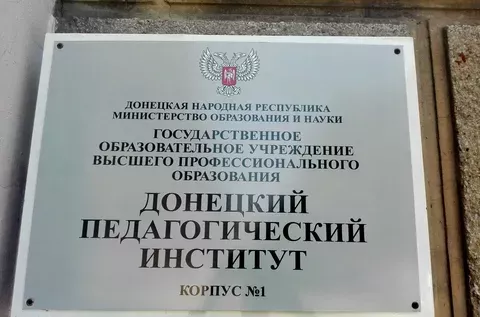 ДОНЕЦКАЯ НАРОДНАЯ РЕСПУБЛИКА
МИНИСТЕРСТВО ОБРАЗОВАНИЯ И НАУКИ
ГОСУДАРСТВЕННОЕ
ОБРАЗОВАТЕЛЬНОЕ УЧРЕЖДЕНИЕ
ВЫСШЕГО ПРОФЕССИОНАЛЬНОГО
ОБРАЗОВАНИЯ
ДОНЕЦКИЙ
ПЕДАГОГИЧЕСКИЙ
ИНСТИТУТ
КОРПУС №1